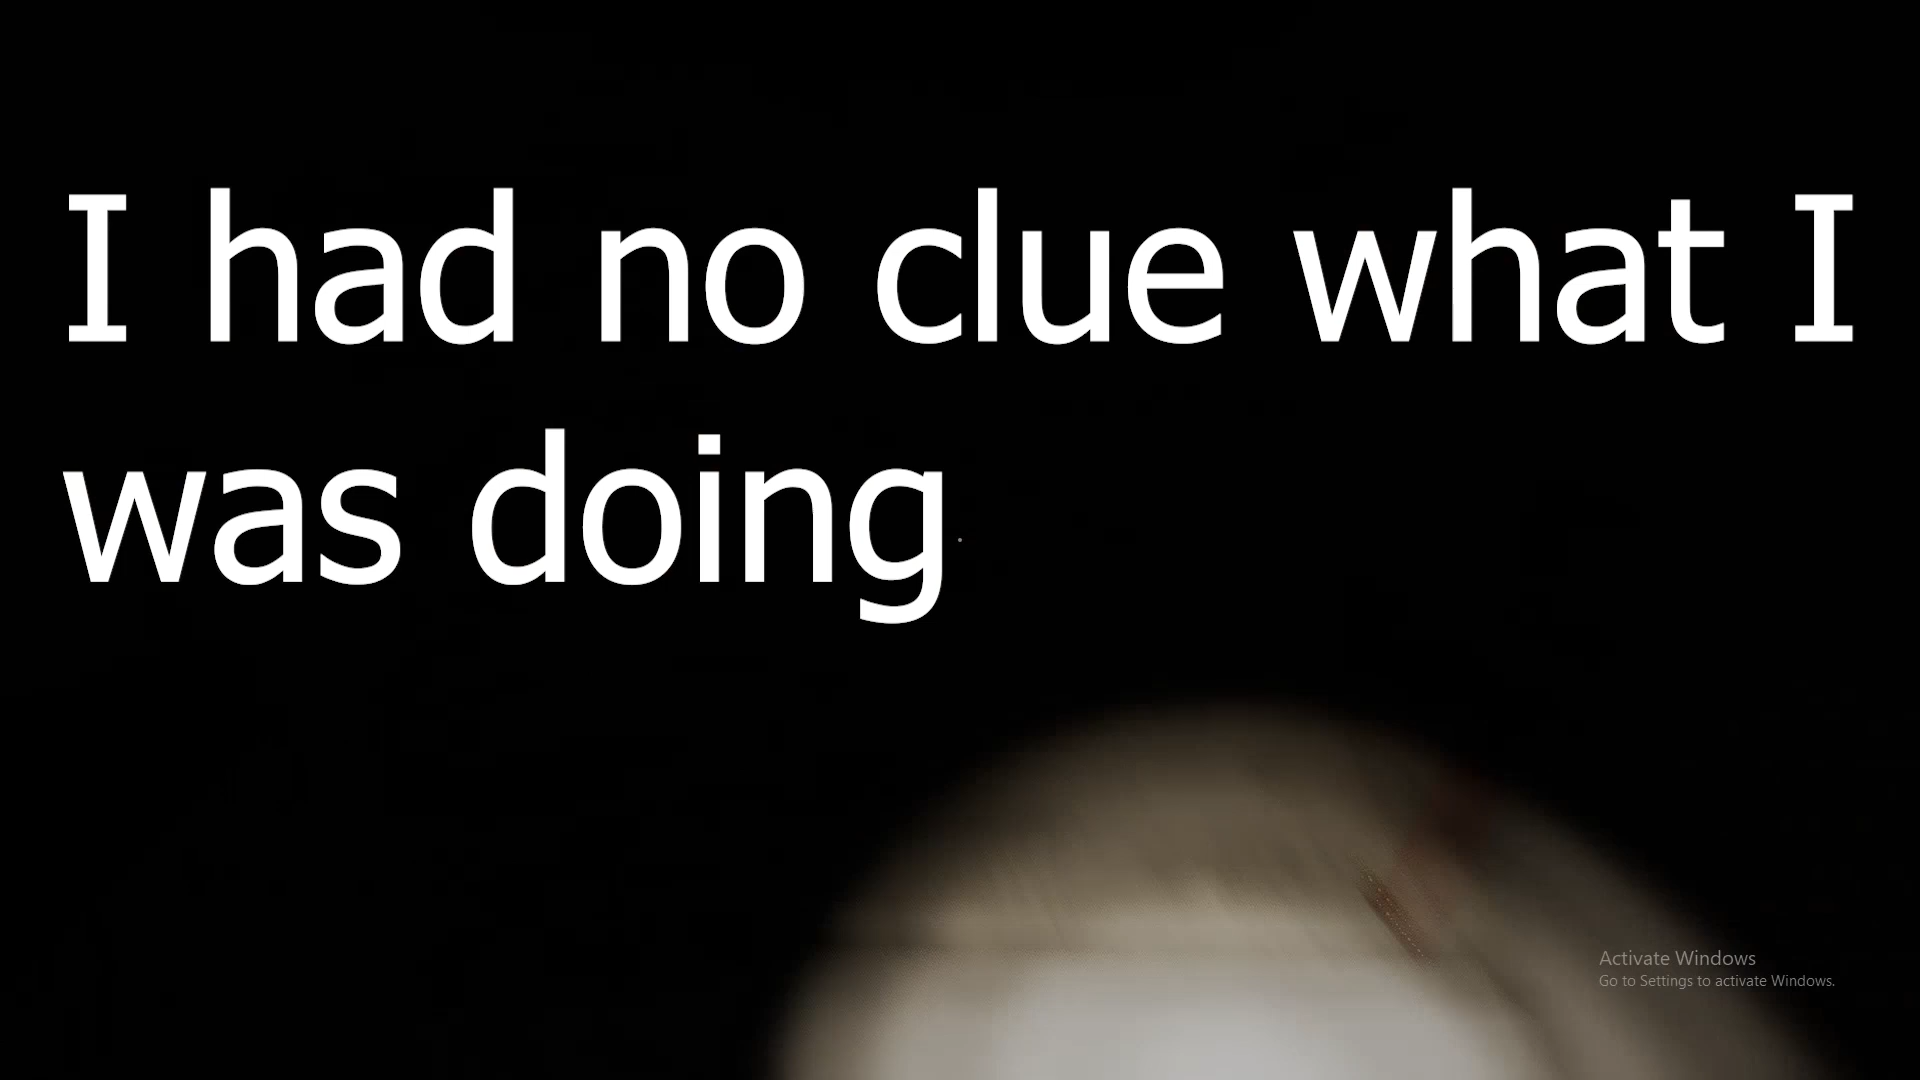 I had no clue what I
was doing
Activate Windows
Go to Settings to activate Windows.